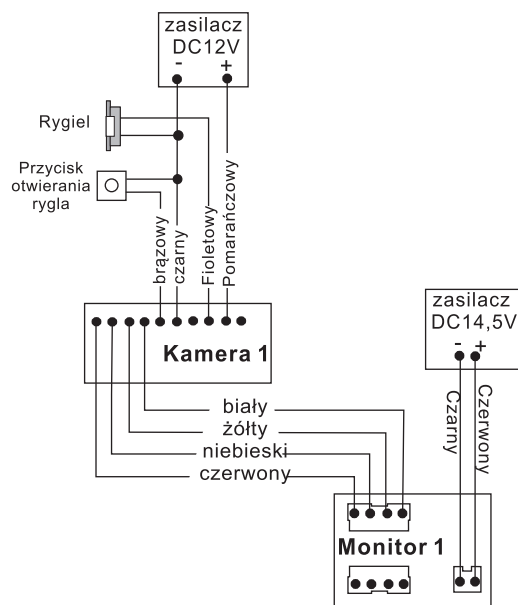 zasilacz
DC12V
- +
Rygiel
Przycisk
otwierania
rygla
brązowy
czarny
Fioletowy
Pomarańczowy
Kamera 1
zasilacz
DC14,5V
- +
Czarny
Czerwony
biały
żółty
niebieski
czerwony
Monitor 1